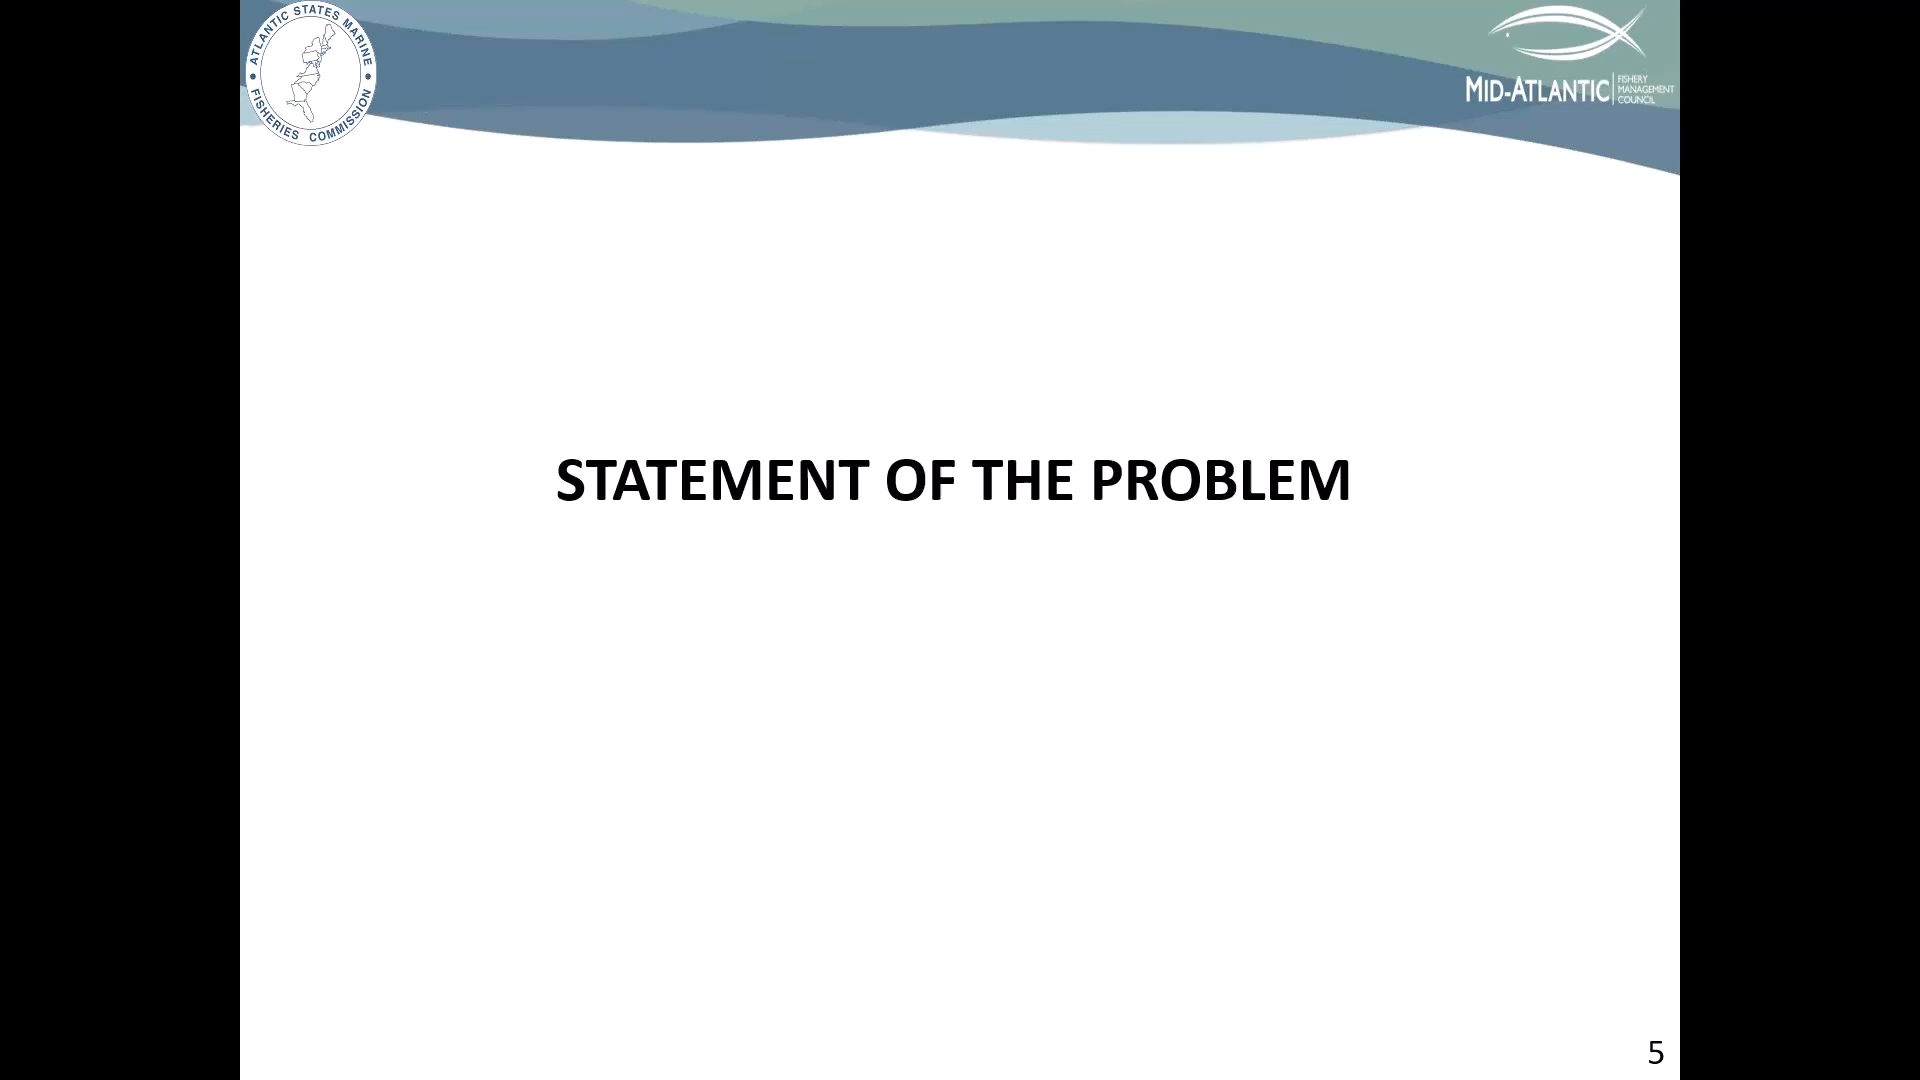 ATLANTIC STATES MARINE
FISHERIES COMMISSION
MID-ATLANTIC
FISHERY
MANAGEMENT
COUNCIL
STATEMENT OF THE PROBLEM
5